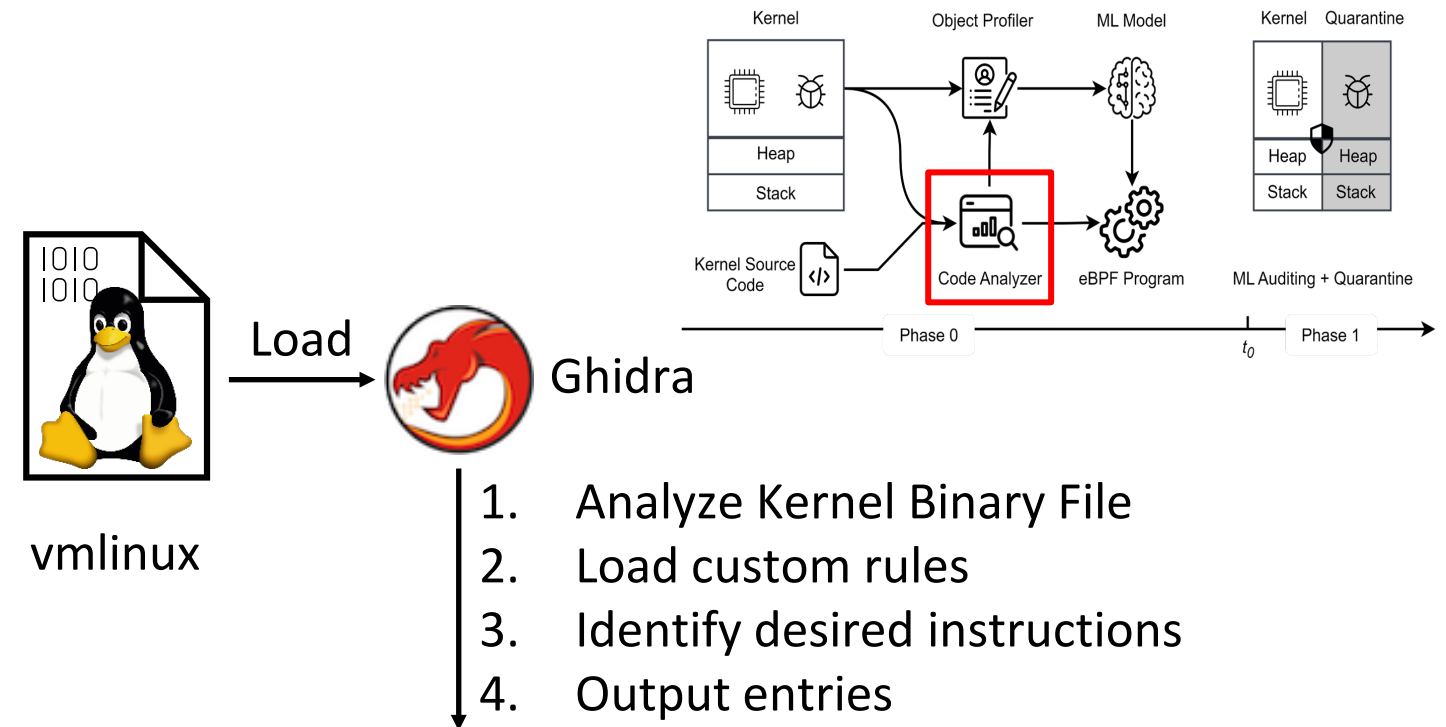 Kernel
Object Profiler
ML Model
Kernel
Quarantine
Heap
Stack
Heap
Heap
Stack
Stack
Kernel Source
Code
</>
Code Analyzer
eBPF Program
ML Auditing + Quarantine
Phase 0
t0
Phase 1
1010
1010
vmlinux
Load
Ghidra
1. Analyze Kernel Binary File
2. Load custom rules
3. Identify desired instructions
4. Output entries